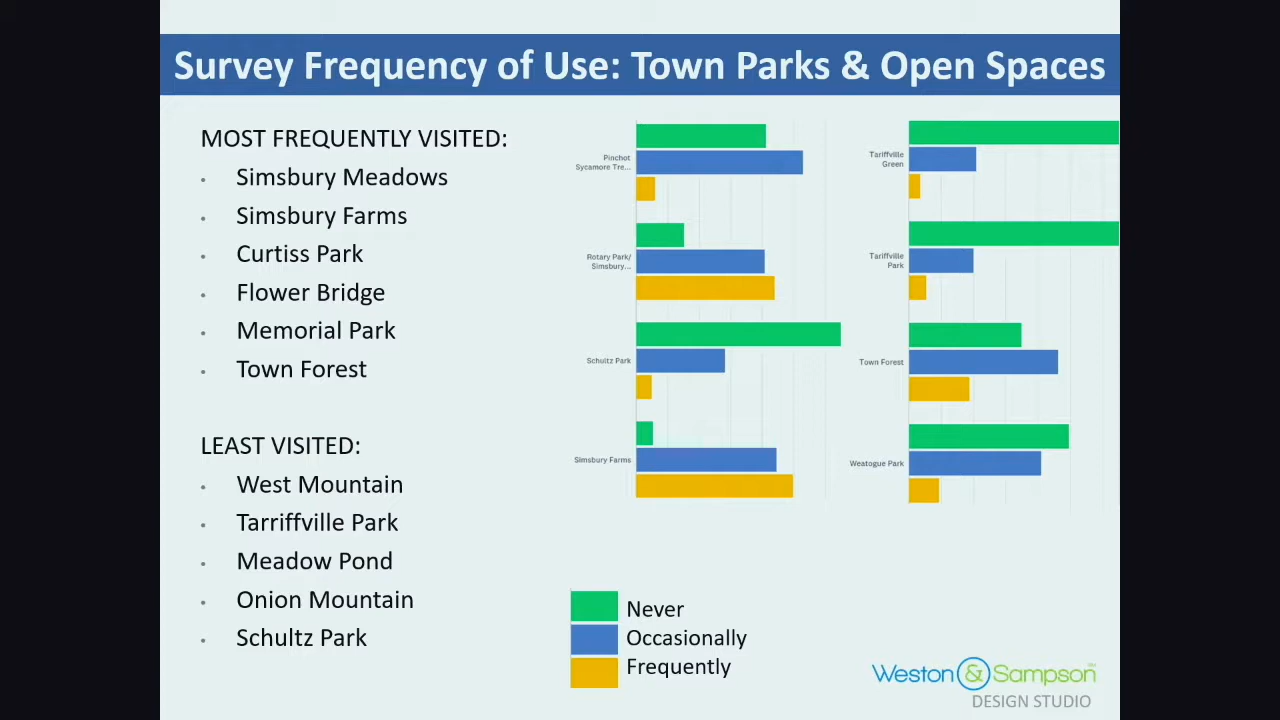 Survey Frequency of Use: Town Parks & Open Spaces
MOST FREQUENTLY VISITED:
• Simsbury Meadows
• Simsbury Farms
• Curtiss Park
• Flower Bridge
• Memorial Park
• Town Forest
LEAST VISITED:
• West Mountain
• Tarriffville Park
• Meadow Pond
• Onion Mountain
• Schultz Park
Pinchot
Sycamore Tre...
Rotary Park/
Simsbury...
Schultz Park
Simsbury Farms
Tariffville
Green
Tariffville
Park
Town Forest
Weatogue Park
Never
Occasionally
Frequently
Weston & Sampson
DESIGN STUDIO